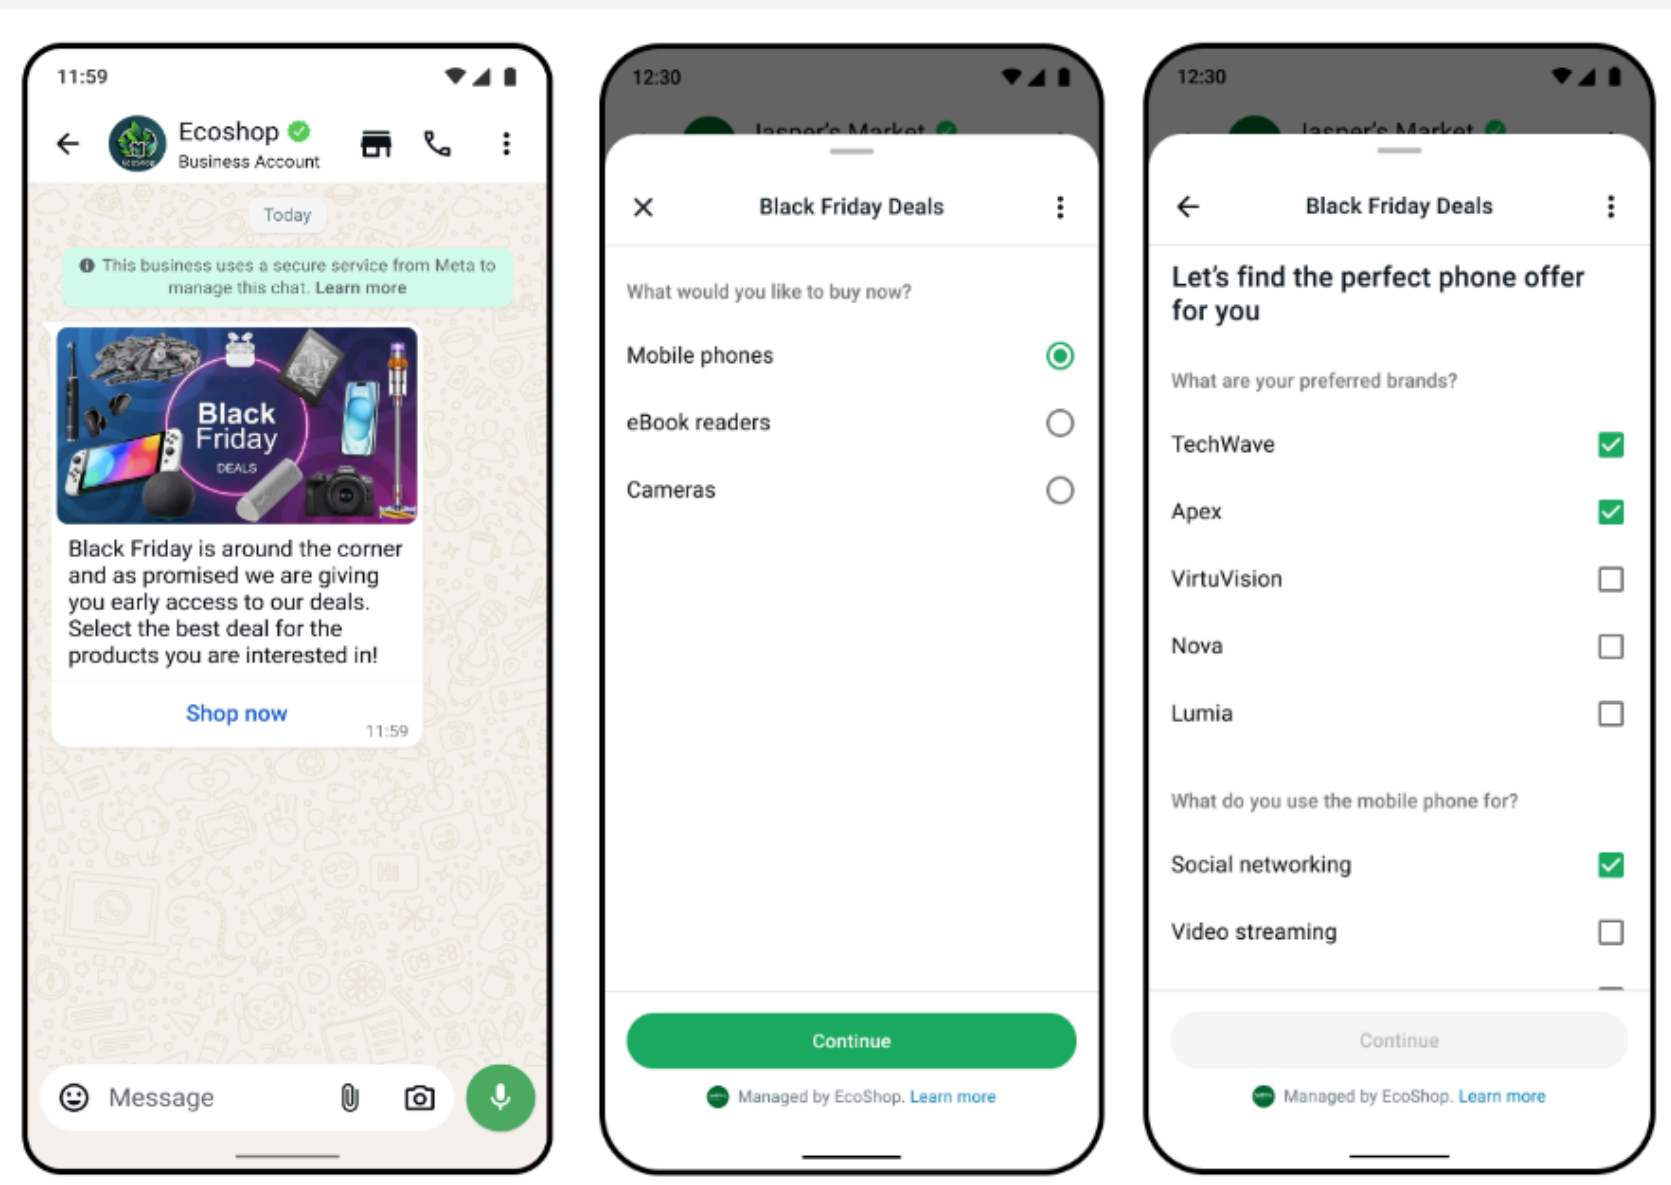 11:59
Ecoshop
Business Account
ECOSHOP
Today
This business uses a secure service from Meta to
manage this chat. Learn more
Black
Friday
DEALS
Black Friday is around the corner
and as promised we are giving
you early access to our deals.
Select the best deal for the
products you are interested in!
Shop now
11:59
Message
12:30
Jasper's Market
Black Friday Deals
What would you like to buy now?
Mobile phones
eBook readers
Cameras
Continue
Managed by EcoShop. Learn more
12:30
Jasper's Market
Black Friday Deals
Let's find the perfect phone offer
for you
What are your preferred brands?
TechWave
Apex
VirtuVision
Nova
Lumia
What do you use the mobile phone for?
Social networking
Video streaming
Continue
Managed by EcoShop. Learn more